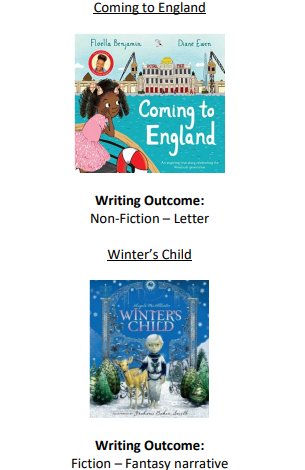 Coming to England
Floella Benjamin Diane Ewen
Coming to
England
Writing Outcome:
Non-Fiction – Letter
Winter's Child
WINTER'S
CHILD
Writing Outcome:
Fiction – Fantasy narrative